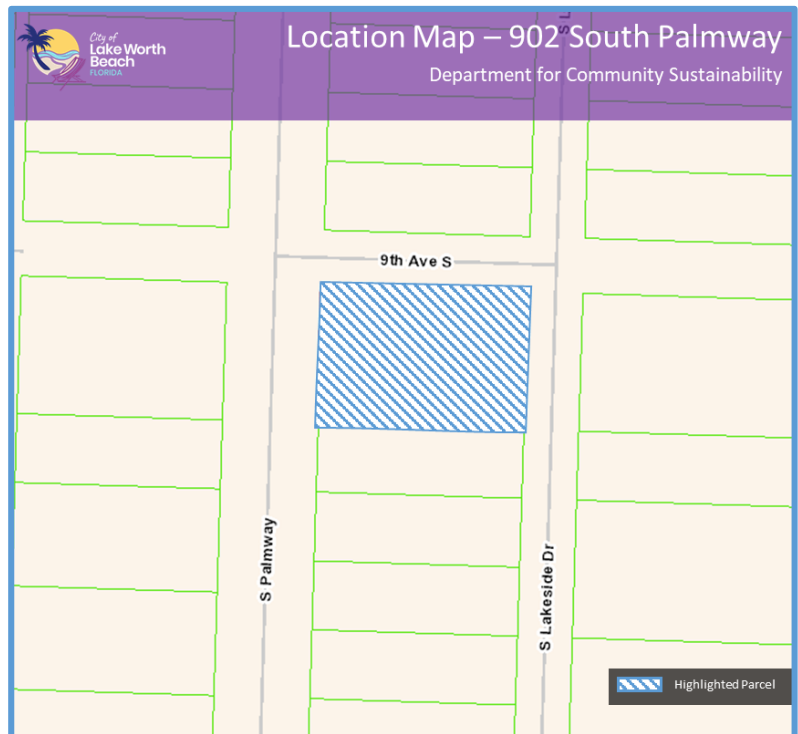 City of
Lake Worth
Beach
FLORIDA
Location Map – 902 South Palmway
Department for Community Sustainability
S L
9th Ave S
S Palmway
S Lakeside Dr
Highlighted Parcel